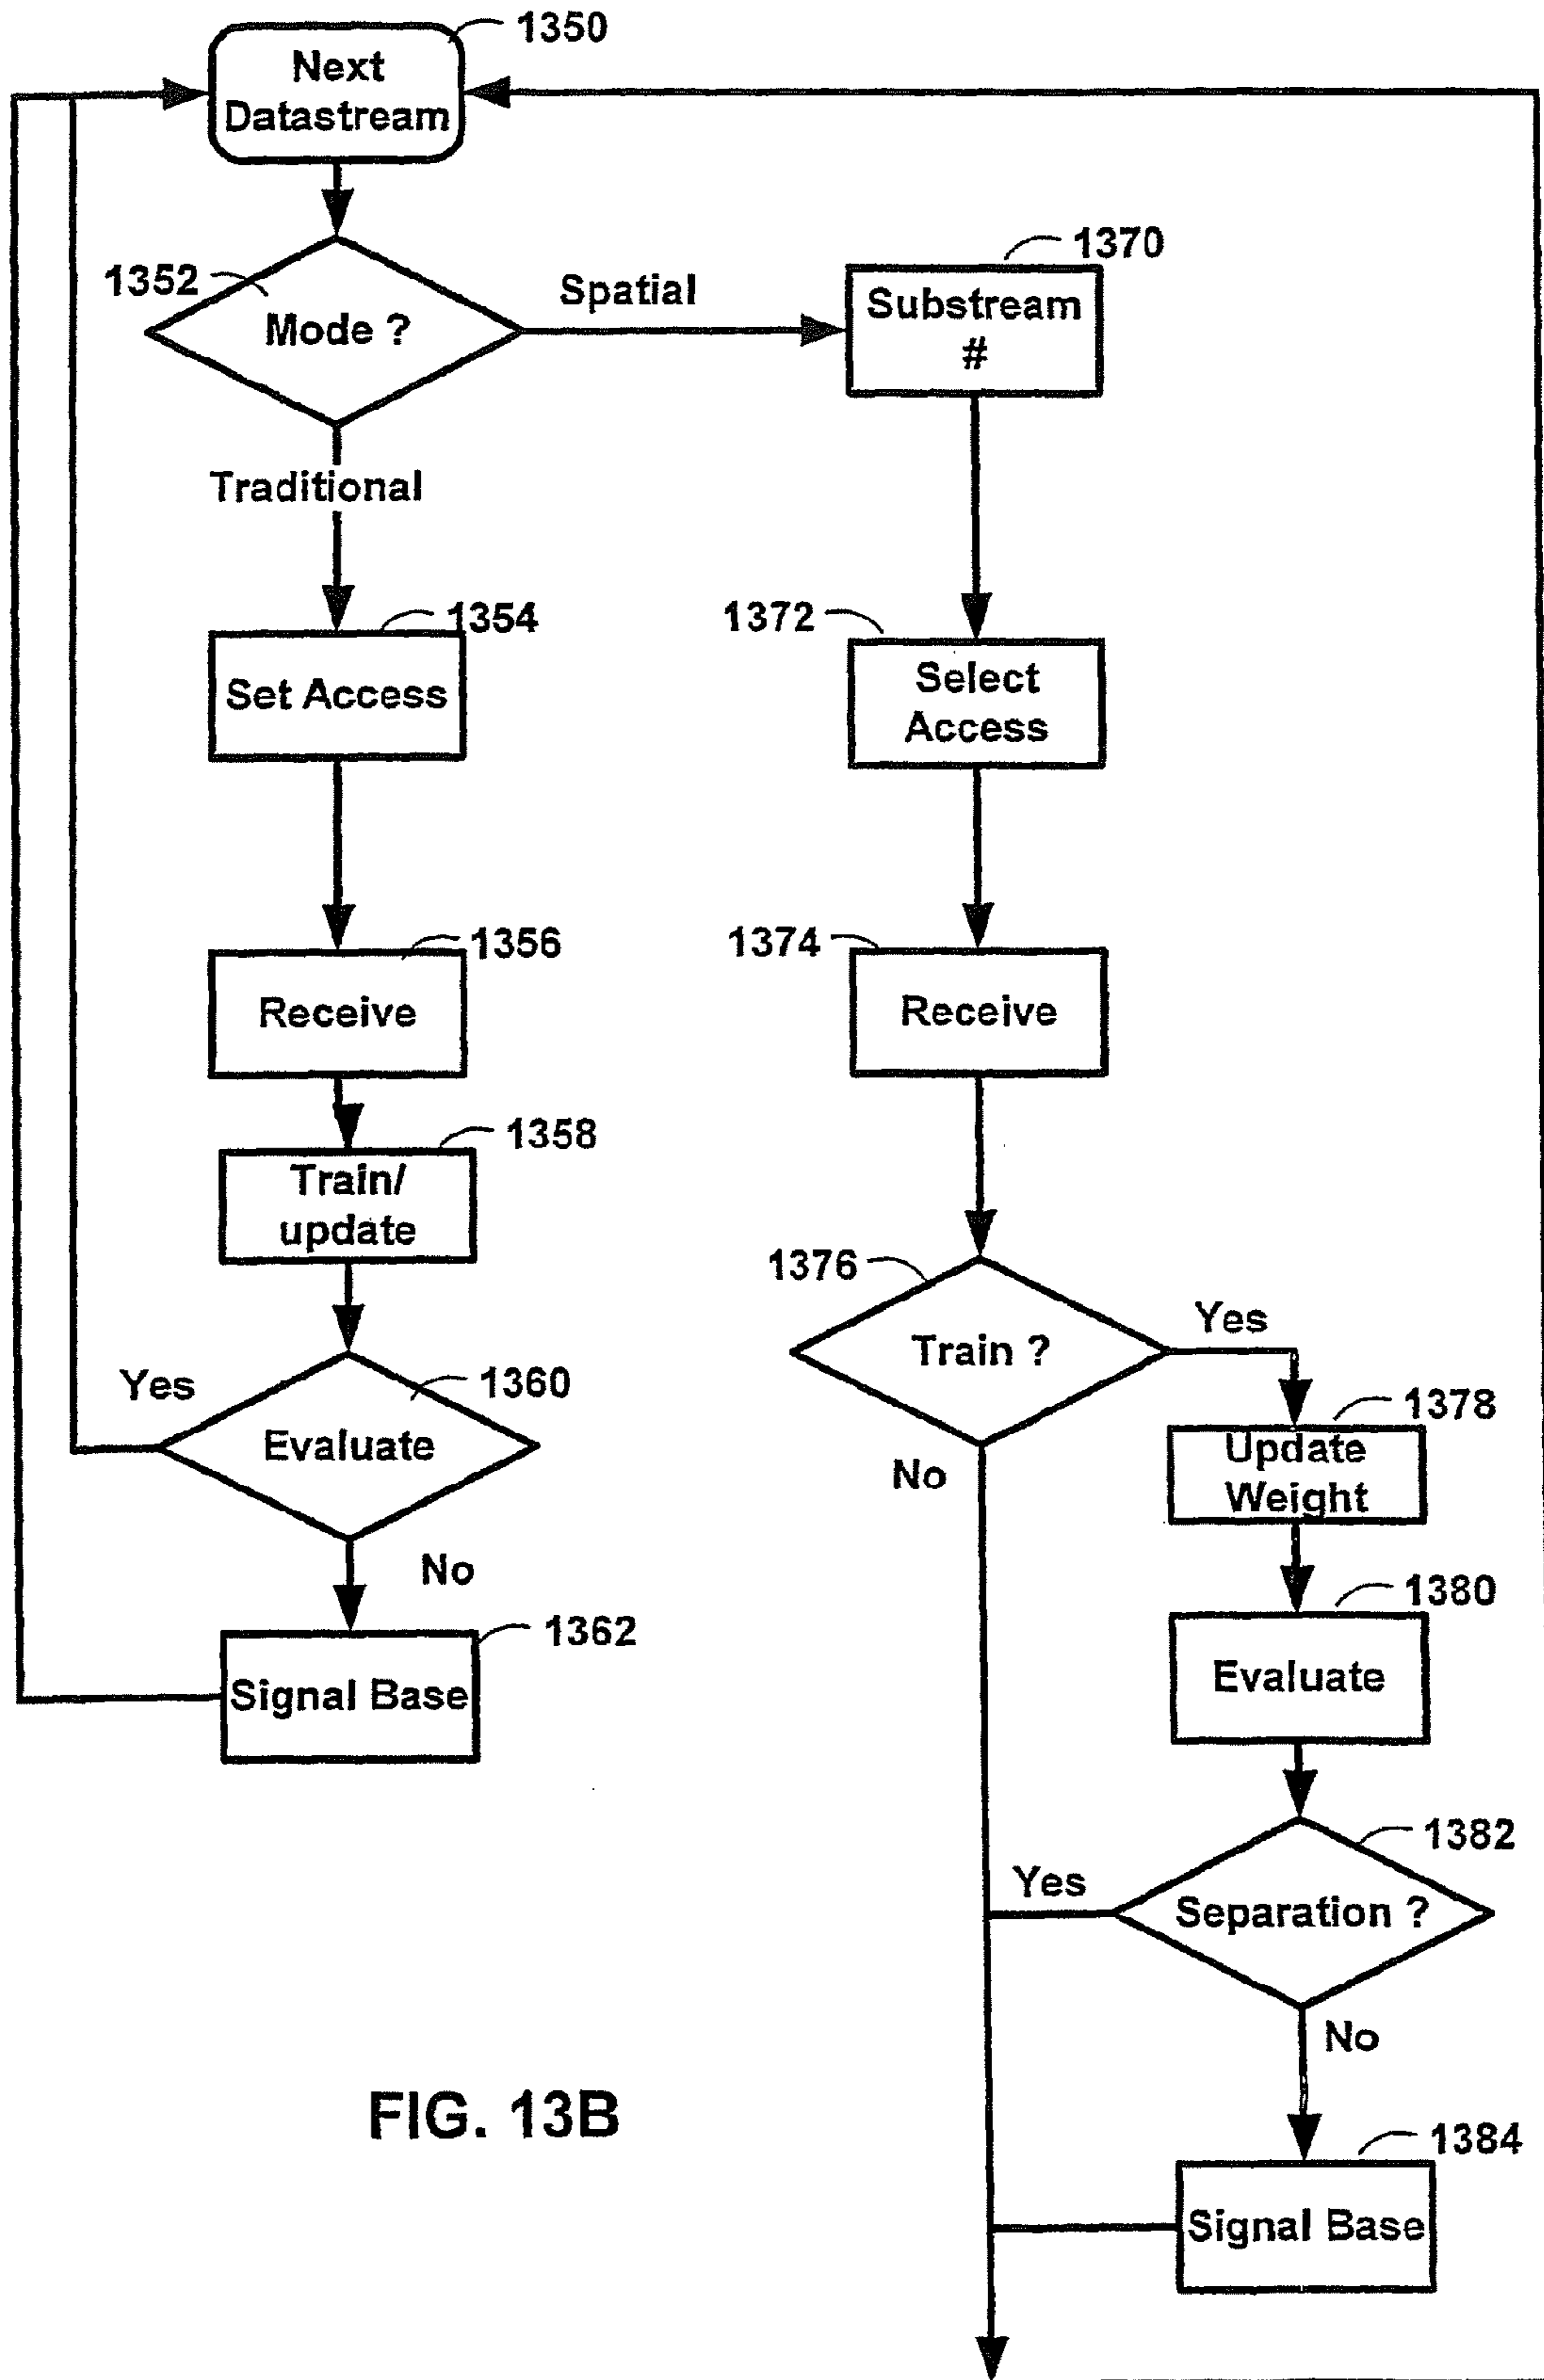 1350
Next
Datastream
1352
Mode ?
Spatial
1370
Substream
#
Traditional
1354
Set Access
1372
Select
Access
1356
Receive
1374
Receive
1358
Train/
update
1376
Train ?
Yes
No
1360
Evaluate
Yes
No
1378
Update
Weight
1380
Evaluate
1362
Signal Base
1382
Separation ?
Yes
No
1384
Signal Base
FIG. 13B